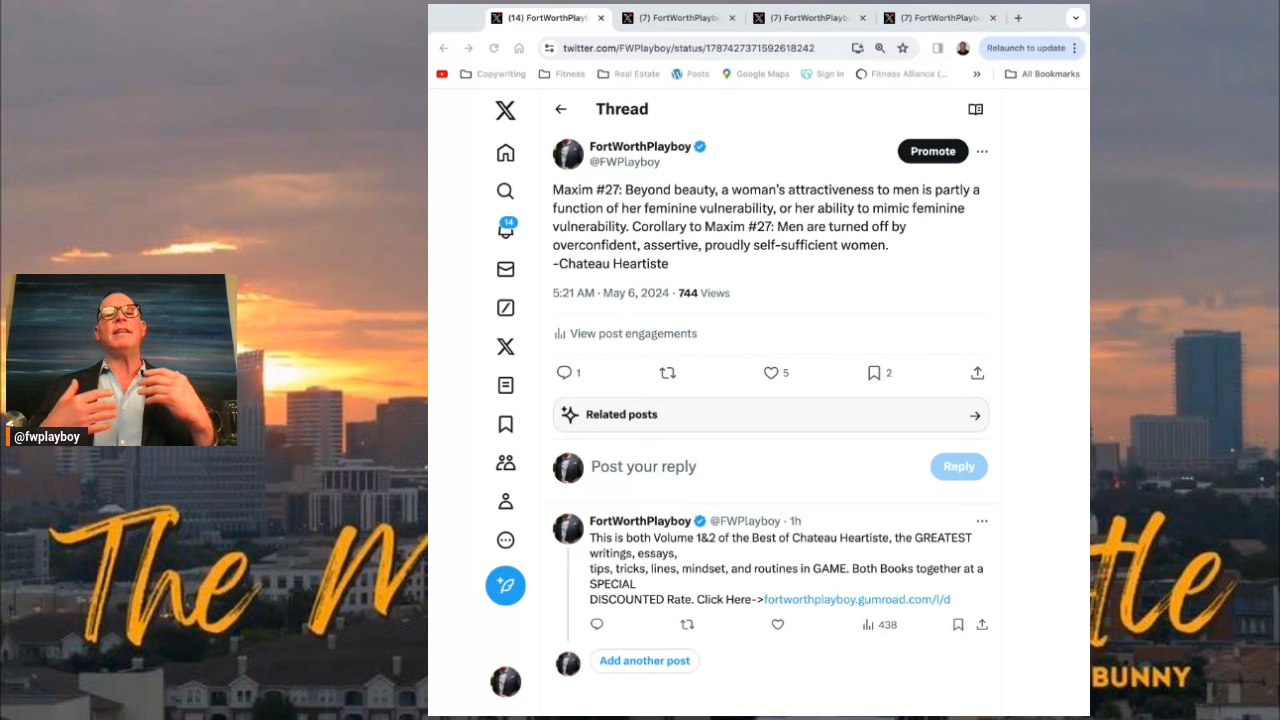 (14) FortWorthPlay
(7) FortWorthPlaybo
(7) FortWorthPlaybo
(7) FortWorthPlaybo
twitter.com/FWPlayboy/status/1787427371592618242
Relaunch to update
Copywriting
Fitness
Real Estate
Posts
Google Maps
Sign In
Fitness Alliance (...
»
All Bookmarks
Thread
FortWorthPlayboy
@FWPlayboy
Promote
Maxim #27: Beyond beauty, a woman's attractiveness to men is partly a
function of her feminine vulnerability, or her ability to mimic feminine
vulnerability. Corollary to Maxim #27: Men are turned off by
overconfident, assertive, proudly self-sufficient women.
-Chateau Heartiste
5:21 AM · May 6, 2024 · 744 Views
View post engagements
1
5
2
Related posts
Post your reply
Reply
14
FortWorthPlayboy @FWPlayboy · 1h
This is both Volume 1&2 of the Best of Chateau Heartiste, the GREATEST
writings, essays,
tips, tricks, lines, mindset, and routines in GAME. Both Books together at a
SPECIAL
DISCOUNTED Rate. Click Here->fortworthplayboy.gumroad.com/l/d
438
Add another post
@fwplayboy
The M
tle
BUNNY